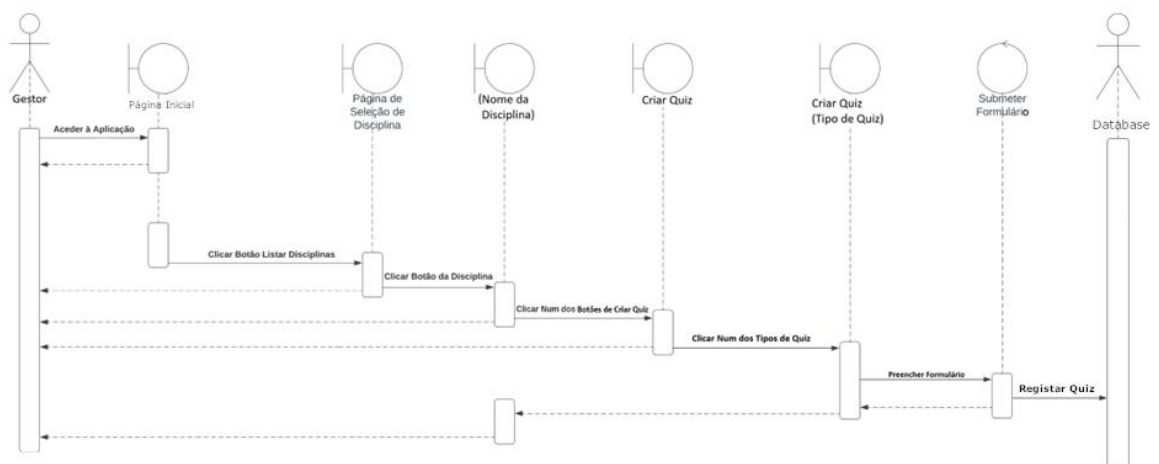 Gestor
Página Inicial
Página de
Seleção de
Disciplina
(Nome da
Disciplina)
Criar Quiz
Criar Quiz
(Tipo de Quiz)
Submeter
Formulário
Database
Aceder à Aplicação
Clicar Botão Listar Disciplinas
Clicar Botão da Disciplina
Clicar Num dos Botões de Criar Quiz
Clicar Num dos Tipos de Quiz
Preencher Formulário
Registar Quiz